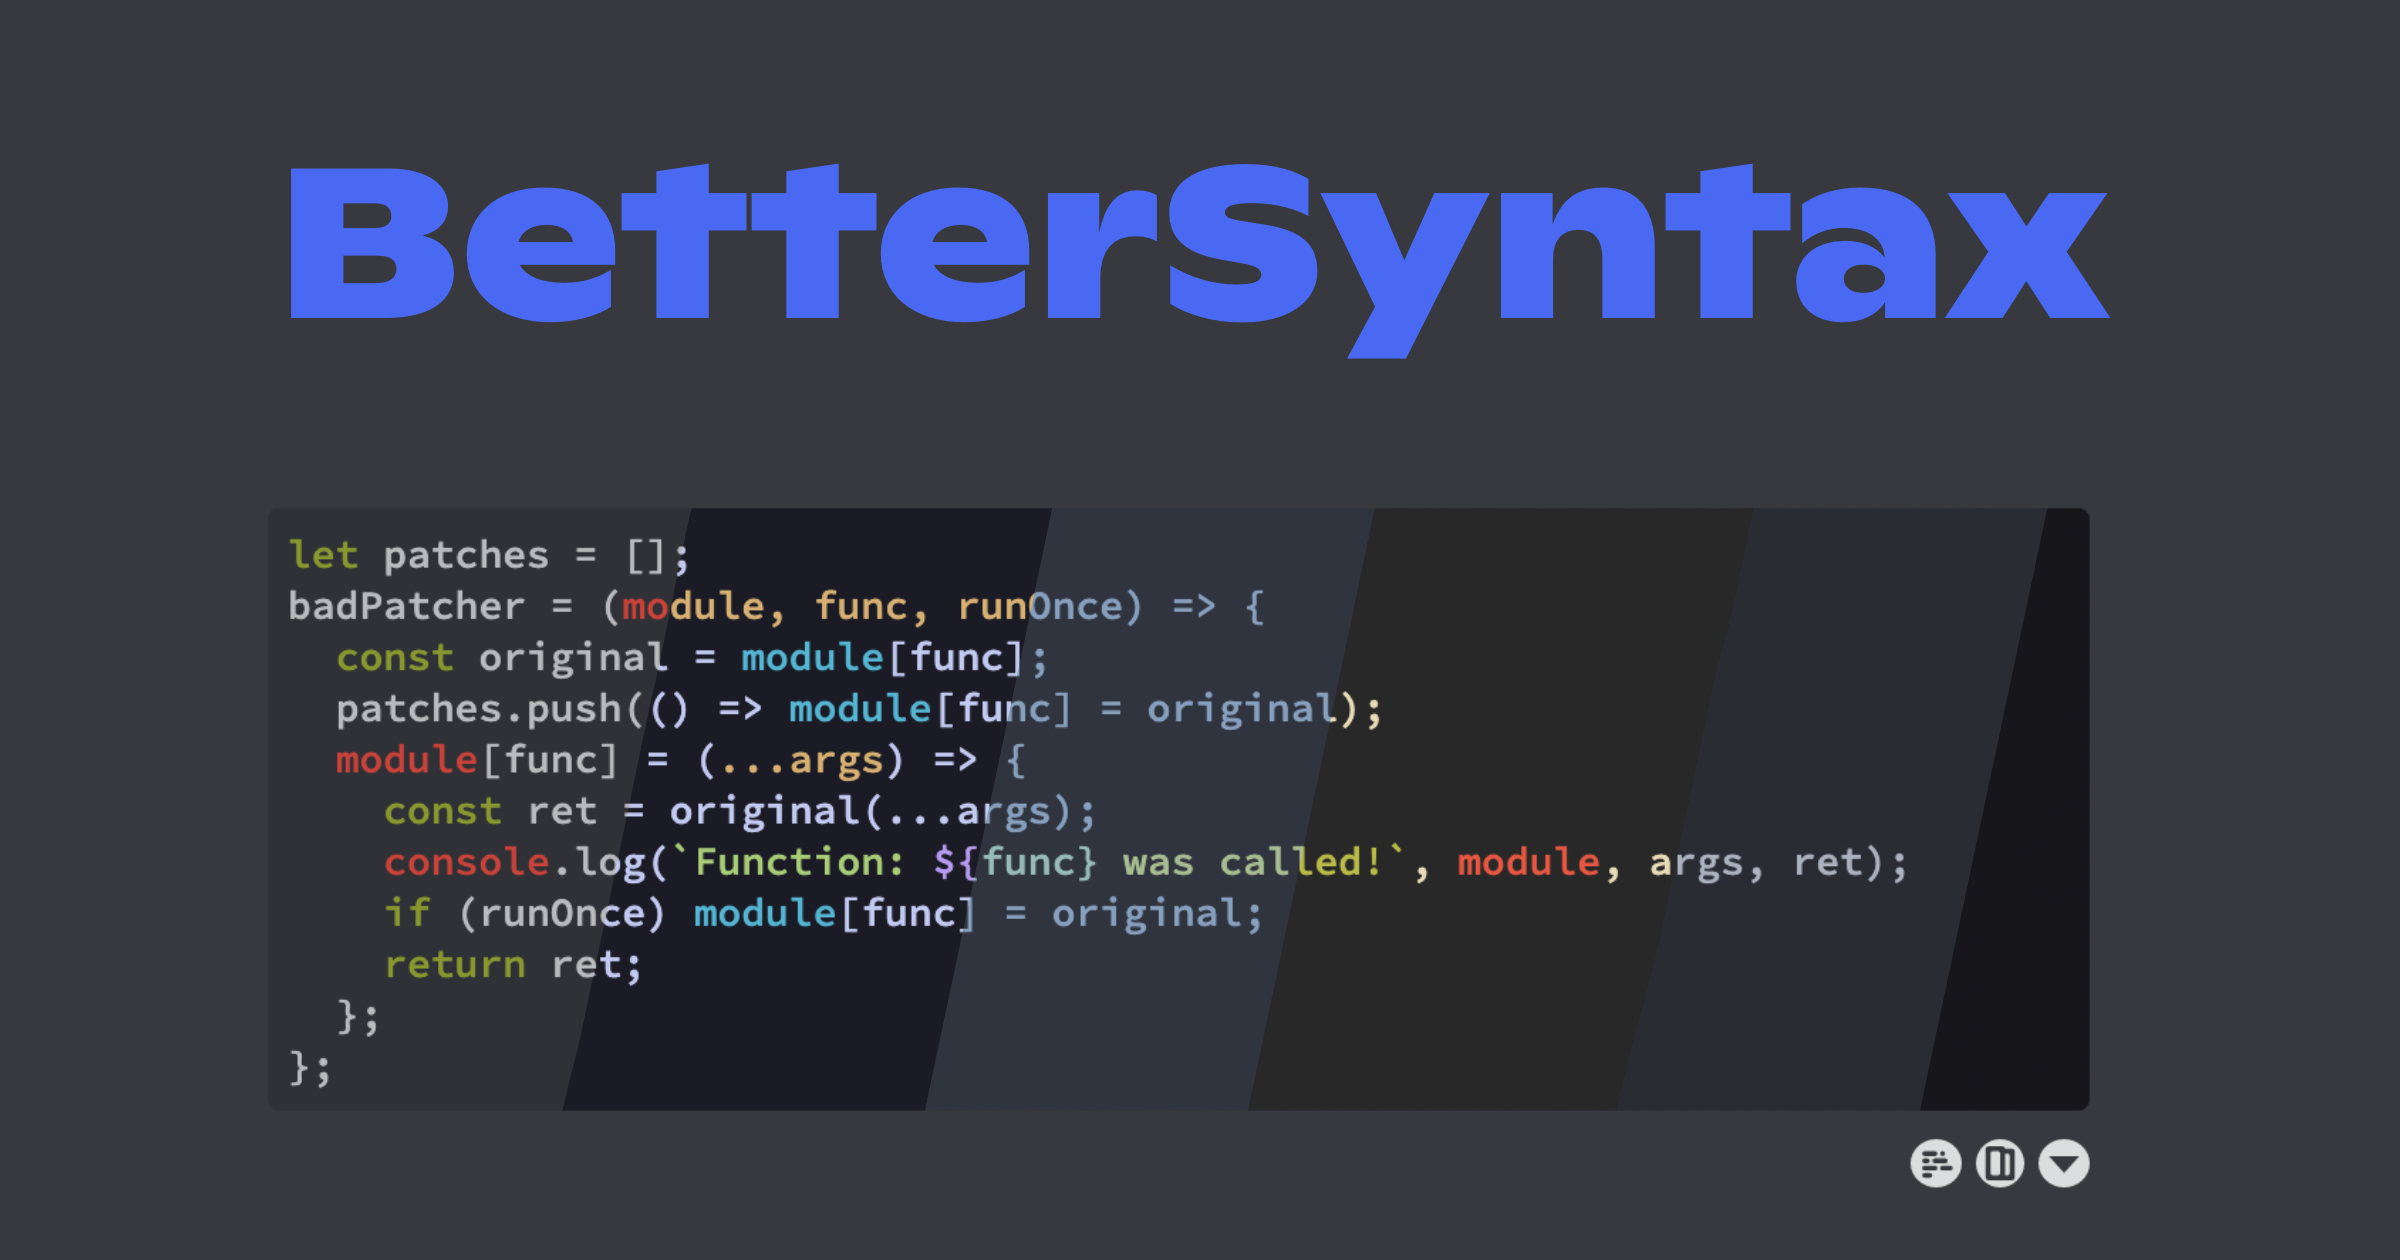 BetterSyntax
let patches = [];
badPatcher = (module, func, runOnce) => {
  const original = module[func];
  patches.push(() => module[func] = original);
  module[func] = (...args) => {
    const ret = original(...args);
    console.log(`Function: ${func} was called!`, module, args, ret);
    if (runOnce) module[func] = original;
    return ret;
  };
};